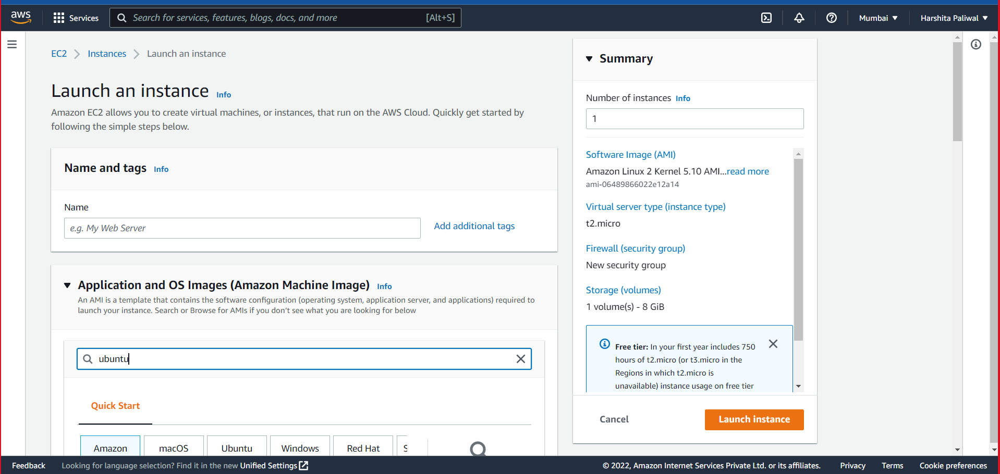 aws
Services
Search for services, features, blogs, docs, and more [Alt+S]
Mumbai
Harshita Paliwal
EC2 Instances Launch an instance
Launch an instance Info
Amazon EC2 allows you to create virtual machines, or instances, that run on the AWS Cloud. Quickly get started by
following the simple steps below.
Name and tags Info
Name
e.g. My Web Server
Add additional tags
Application and OS Images (Amazon Machine Image) Info
An AMI is a template that contains the software configuration (operating system, application server, and applications) required to
launch your instance. Search or Browse for AMIs if you don’t see what you are looking for below
ubuntu
Quick Start
Amazon
macOS
Ubuntu
Windows
Red Hat
S
Summary
Number of instances Info
1
Software Image (AMI)
Amazon Linux 2 Kernel 5.10 AMI...read more
ami-06489866022e12a14
Virtual server type (instance type)
t2.micro
Firewall (security group)
New security group
Storage (volumes)
1 volume(s) - 8 GiB
Free tier: In your first year includes 750
hours of t2.micro (or t3.micro in the
Regions in which t2.micro is
unavailable) instance usage on free tier
Cancel
Launch instance
Feedback
Looking for language selection? Find it in the new Unified Settings
© 2022, Amazon Internet Services Private Ltd. or its affiliates.
Privacy
Terms
Cookie preferences